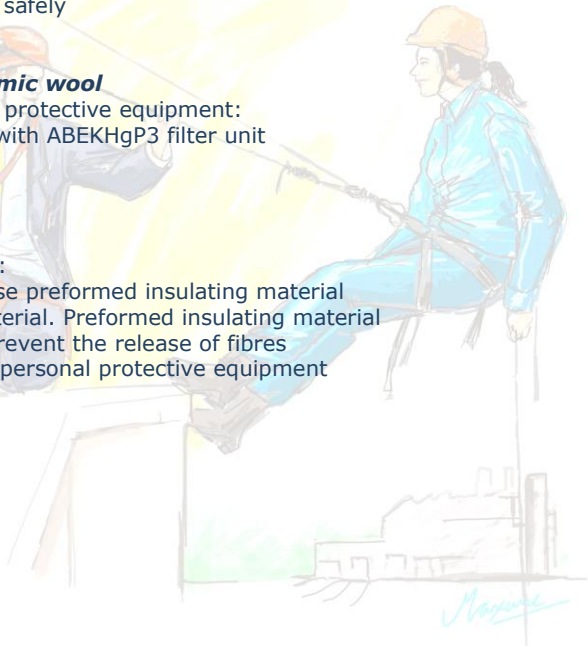 safely
mic wool
protective equipment:
with ABEKHgP3 filter unit
:
se preformed insulating material
terial. Preformed insulating material
revent the release of fibres
personal protective equipment